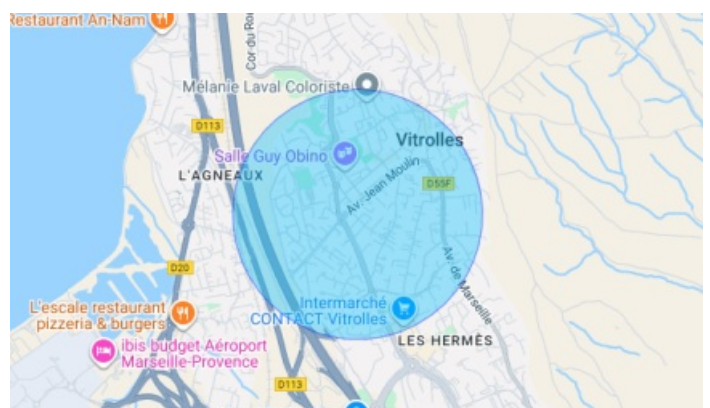 Restaurant An-Nam
Cor. du Rou
Mélanie Laval Coloriste
D113
Vitrolles
Salle Guy Obino
L'AGNEAUX
Av. Jean Moulin
D55F
Av. de Marseille
D20
L'escale restaurant
pizzeria & burgers
Intermarché
CONTACT Vitrolles
LES HERMÈS
ibis budget Aéroport
Marseille-Provence
D113